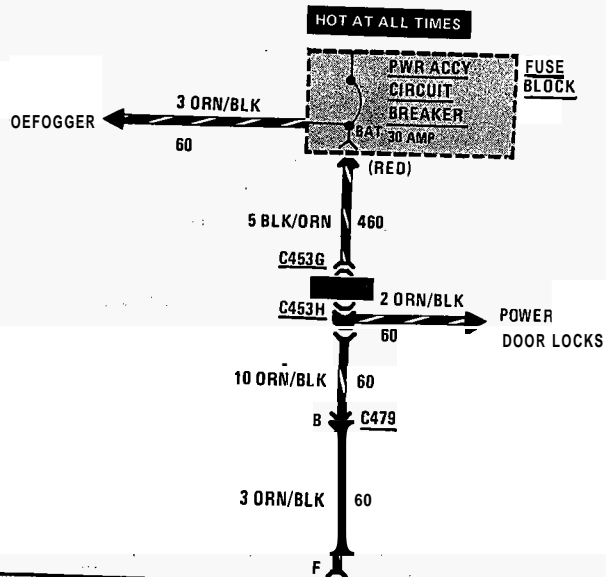 HOT AT ALL TIMES
PWR ACCY
CIRCUIT
BREAKER
30 AMP
BAT
FUSE
BLOCK
3 ORN/BLK
OEFOGGER
60
(RED)
5 BLK/ORN 460
C453G
C453H
2 ORN/BLK
60
POWER
DOOR LOCKS
10 ORN/BLK 60
B C479
3 ORN/BLK 60
F